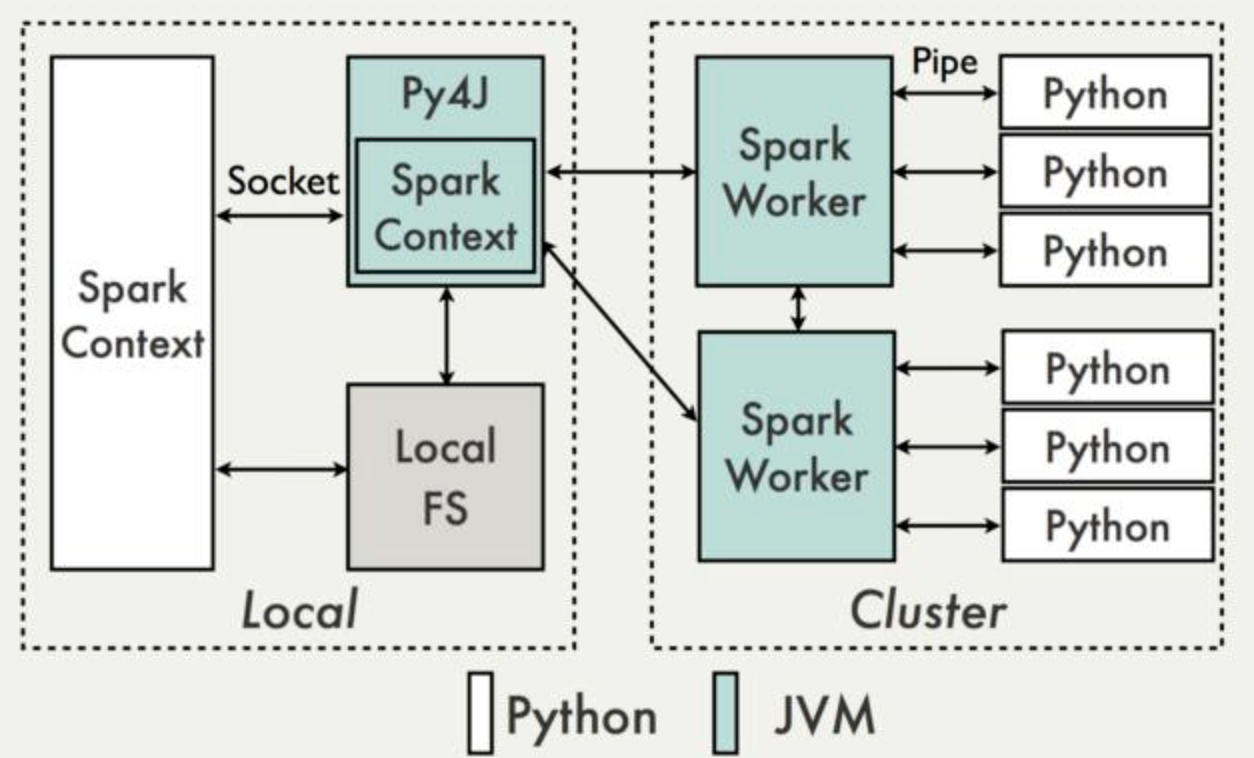 Spark
Context
Socket
Py4J
Spark
Context
Local
FS
Local
Spark
Worker
Pipe
Python
Python
Python
Spark
Worker
Python
Python
Python
Cluster
Python
JVM